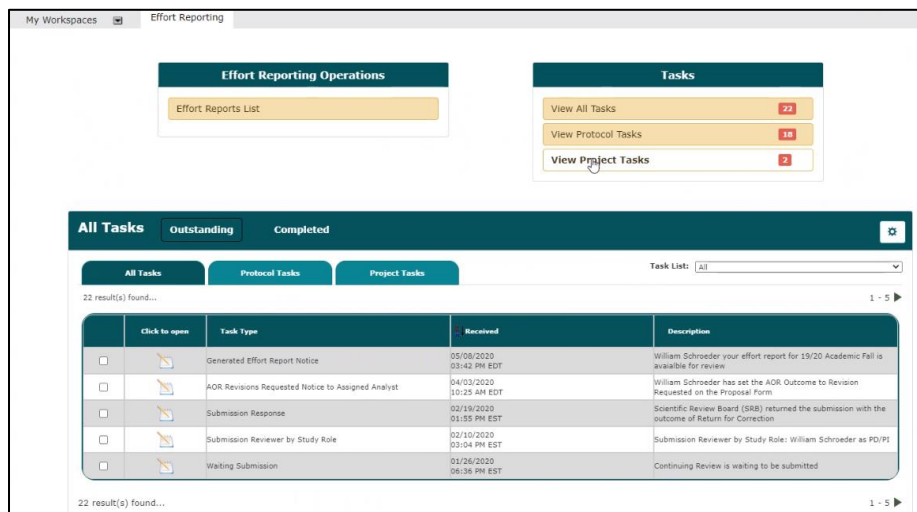 My Workspaces
Effort Reporting
Effort Reporting Operations
Effort Reports List
Tasks
View All Tasks 22
View Protocol Tasks 18
View Project Tasks 2
All Tasks Outstanding Completed
All Tasks Protocol Tasks Project Tasks
Task List: All
22 result(s) found...
1 - 5
Click to open Task Type Received Description
Generated Effort Report Notice
05/08/2020
03:42 PM EDT
William Schroeder your effort report for 19/20 Academic Fall is
avaialble for review
AOR Revisions Requested Notice to Assigned Analyst
04/03/2020
10:25 AM EDT
William Schroeder has set the AOR Outcome to Revision
Requested on the Proposal Form
Submission Response
02/19/2020
01:55 PM EST
Scientific Review Board (SRB) returned the submission with the
outcome of Return for Correction
Submission Reviewer by Study Role
02/10/2020
03:04 PM EST
Submission Reviewer by Study Role: William Schroeder as PD/PI
Waiting Submission
01/26/2020
06:36 PM EST
Continuing Review is waiting to be submitted
22 result(s) found...
1 - 5